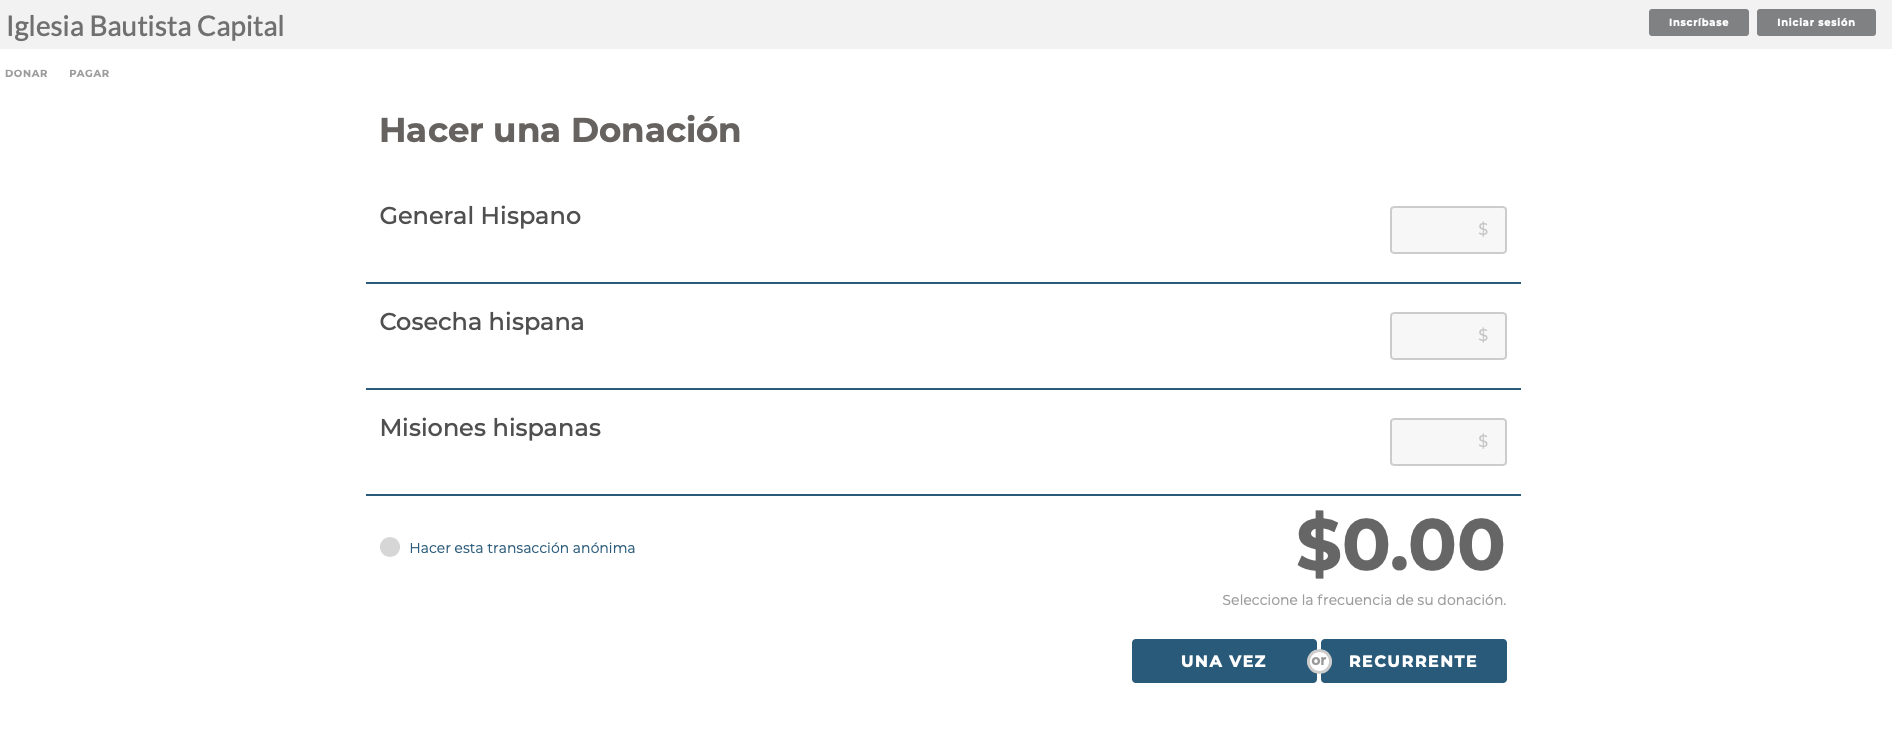 Iglesia Bautista Capital
Inscríbase
Iniciar sesión
DONAR
PAGAR
Hacer una Donación
General Hispano
$
Cosecha hispana
$
Misiones hispanas
$
Hacer esta transacción anónima
$0.00
Seleccione la frecuencia de su donación.
UNA VEZ
or
RECURRENTE